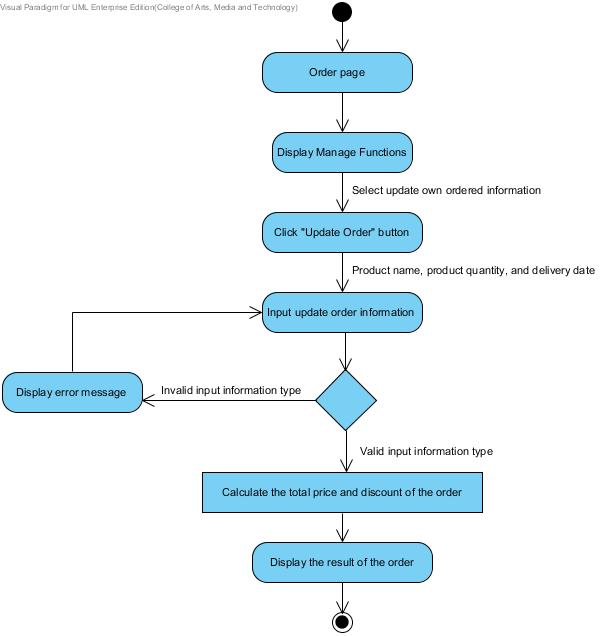 Visual Paradigm for UML Enterprise Edition(College of Arts, Media and Technology)
Order page
Display Manage Functions
Select update own ordered information
Click "Update Order" button
Product name, product quantity, and delivery date
Input update order information
Display error message
Invalid input information type
Valid input information type
Calculate the total price and discount of the order
Display the result of the order